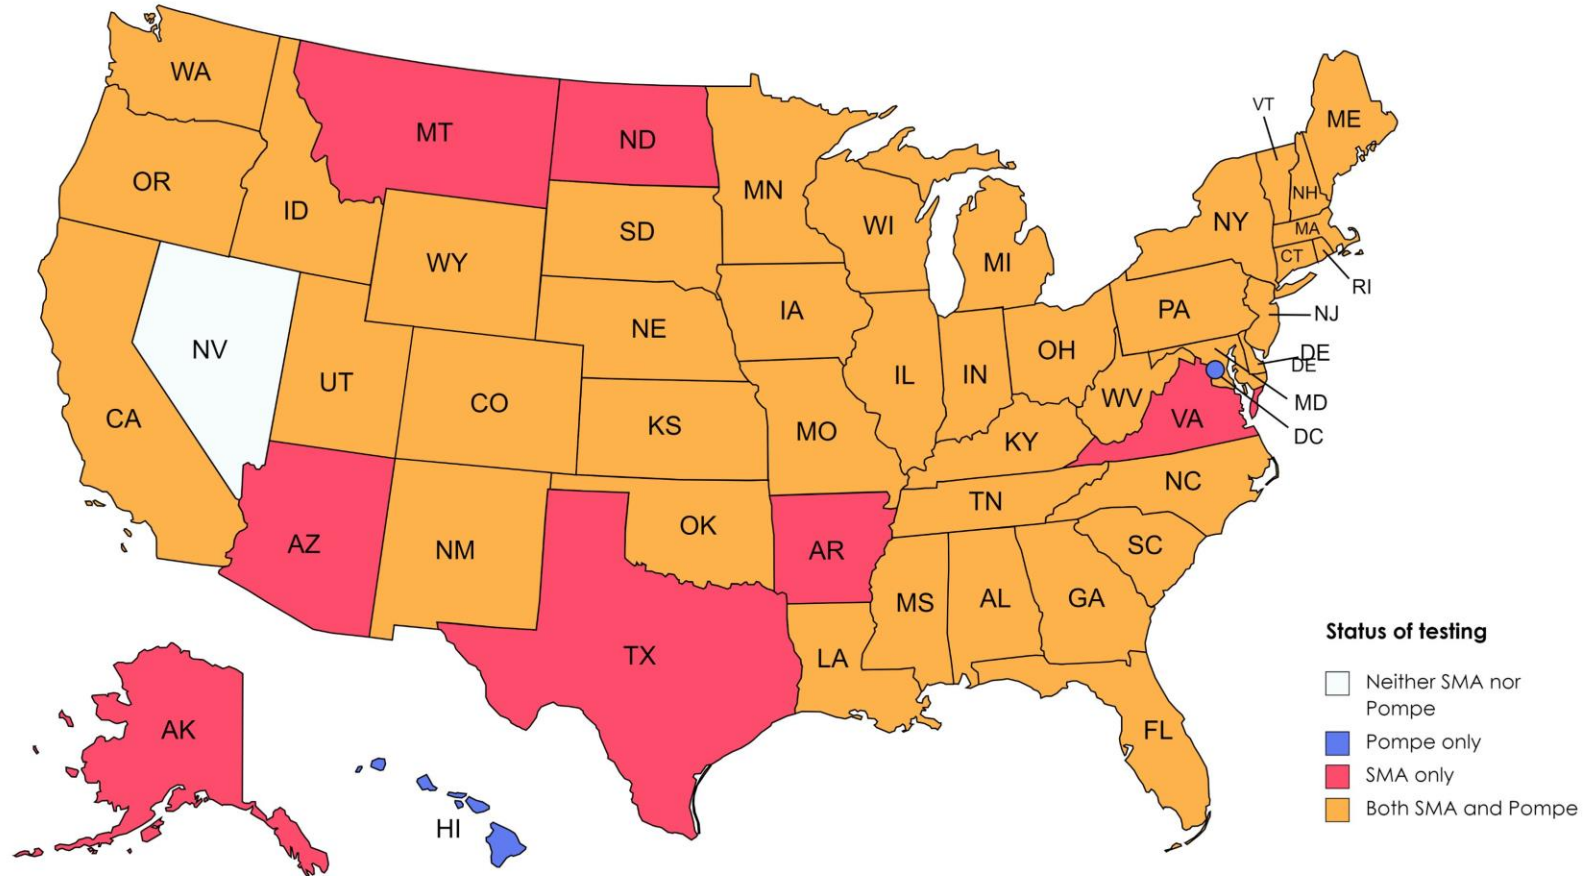 WA
MT
ND
MN
VT
ME
OR
ID
SD
WI
NH
NY
MA
WY
MI
CT
RI
NV
NE
IA
PA
NJ
UT
CO
IL
IN
OH
DE
DE
CA
KS
MO
WV
MD
VA
DC
KY
AZ
NM
OK
AR
TN
NC
SC
MS
AL
GA
TX
LA
AK
FL
HI
Status of testing
Neither SMA nor
Pompe
Pompe only
SMA only
Both SMA and Pompe